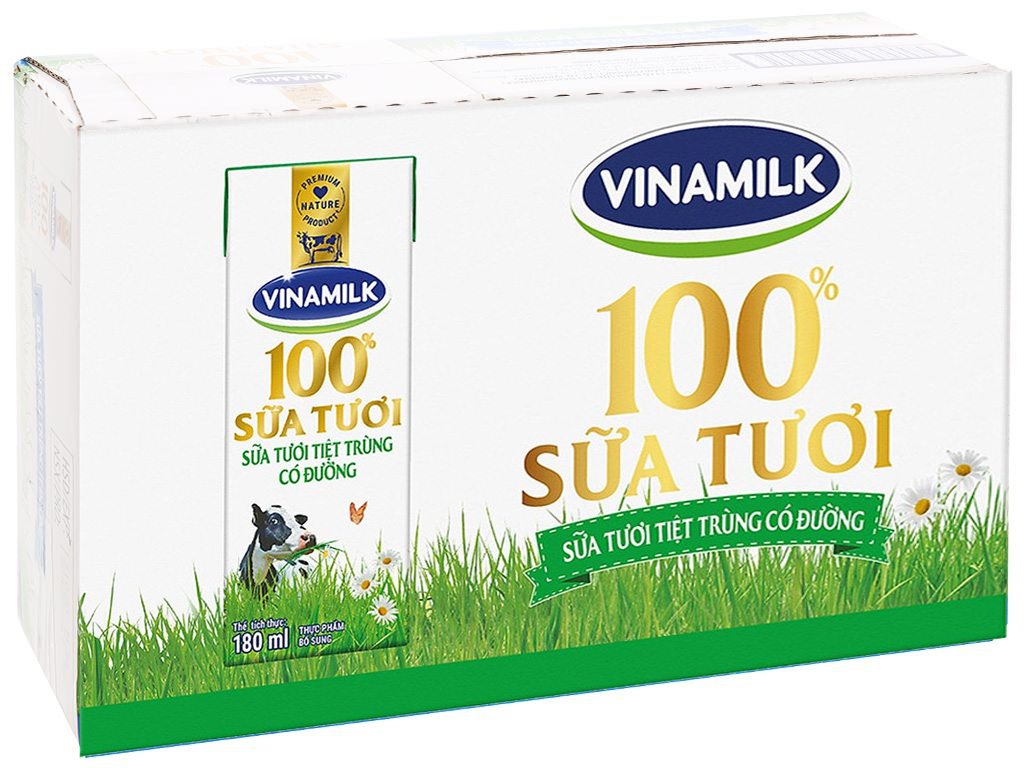 VINAMILK
PREMIUM
NATURE
PRODUCT
VINAMILK
100%
SỮA TƯƠI
SỮA TƯƠI TIỆT TRÙNG
CÓ ĐƯỜNG
Thể tích thực:
180 ml
THỰC PHẨM
BỔ SUNG
VINAMILK
100%
SỮA TƯƠI
SỮA TƯƠI TIỆT TRÙNG CÓ ĐƯỜNG